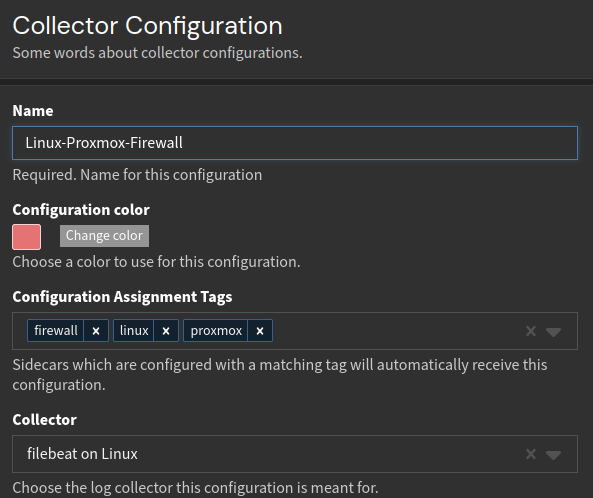 Collector Configuration
Some words about collector configurations.
Name
Linux-Proxmox-Firewall
Required. Name for this configuration
Configuration color
Change color
Choose a color to use for this configuration.
Configuration Assignment Tags
firewall × linux × proxmox ×
Sidecars which are configured with a matching tag will automatically receive this
configuration.
Collector
filebeat on Linux
Choose the log collector this configuration is meant for.